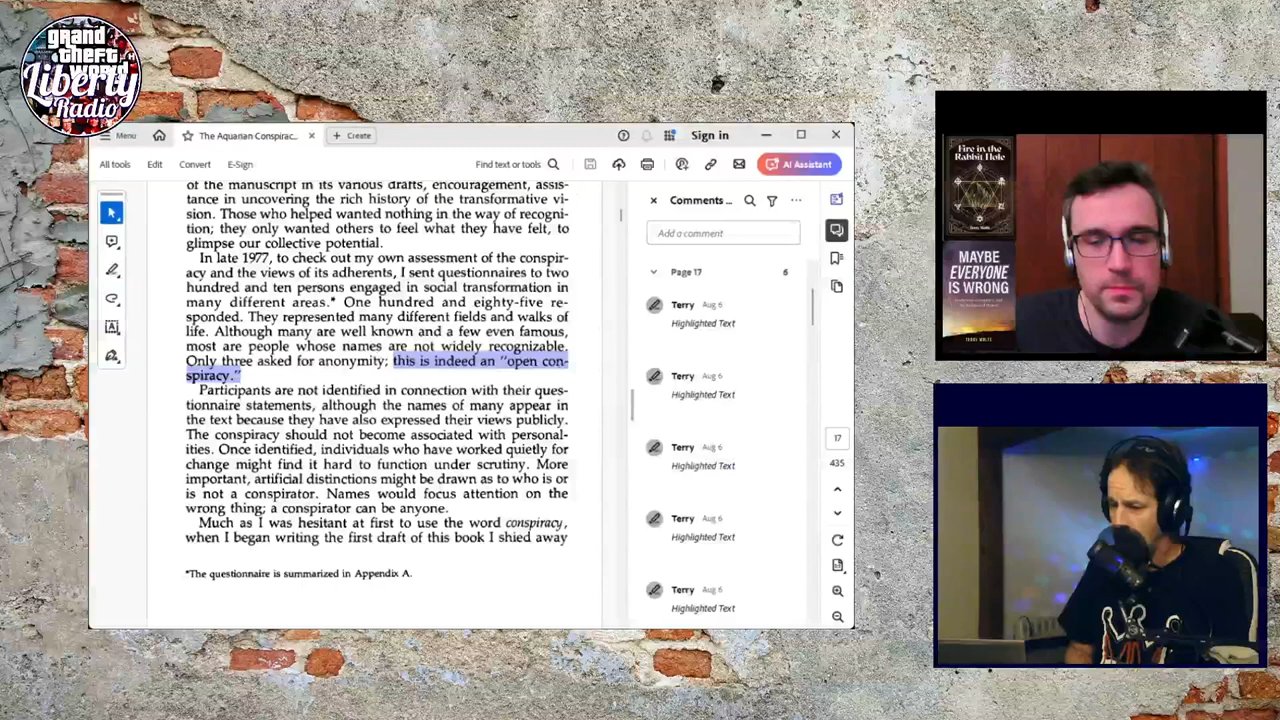 grand
theft
world
Liberty
Radio
Menu
The Aquarian Conspirac...
Create
Sign in
All tools
Edit
Convert
E-Sign
Find text or tools
AI Assistant
of the manuscript in its various drafts, encouragement, assis-
tance in uncovering the rich history of the transformative vi-
sion. Those who helped wanted nothing in the way of recogni-
tion; they only wanted others to feel what they have felt, to
glimpse our collective potential.
In late 1977, to check out my own assessment of the conspir-
acy and the views of its adherents, I sent questionnaires to two
hundred and ten persons engaged in social transformation in
many different areas.* One hundred and eighty-five re-
sponded. They represented many different fields and walks of
life. Although many are well known and a few even famous,
most are people whose names are not widely recognizable.
Only three asked for anonymity; this is indeed an "open con-
spiracy."
Participants are not identified in connection with their ques-
tionnaire statements, although the names of many appear in
the text because they have also expressed their views publicly.
The conspiracy should not become associated with personal-
ities. Once identified, individuals who have worked quietly for
change might find it hard to function under scrutiny. More
important, artificial distinctions might be drawn as to who is or
is not a conspirator. Names would focus attention on the
wrong thing; a conspirator can be anyone.
Much as I was hesitant at first to use the word conspiracy,
when I began writing the first draft of this book I shied away
*The questionnaire is summarized in Appendix A.
Comments ...
Add a comment
Page 17
6
Terry Aug 6
Highlighted Text
Terry Aug 6
Highlighted Text
Terry Aug 6
Highlighted Text
Terry Aug 6
Highlighted Text
Terry Aug 6
Highlighted Text
17
435
Fire in the
Rabbit Hole
MAYBE
EVERYONE
IS WRONG